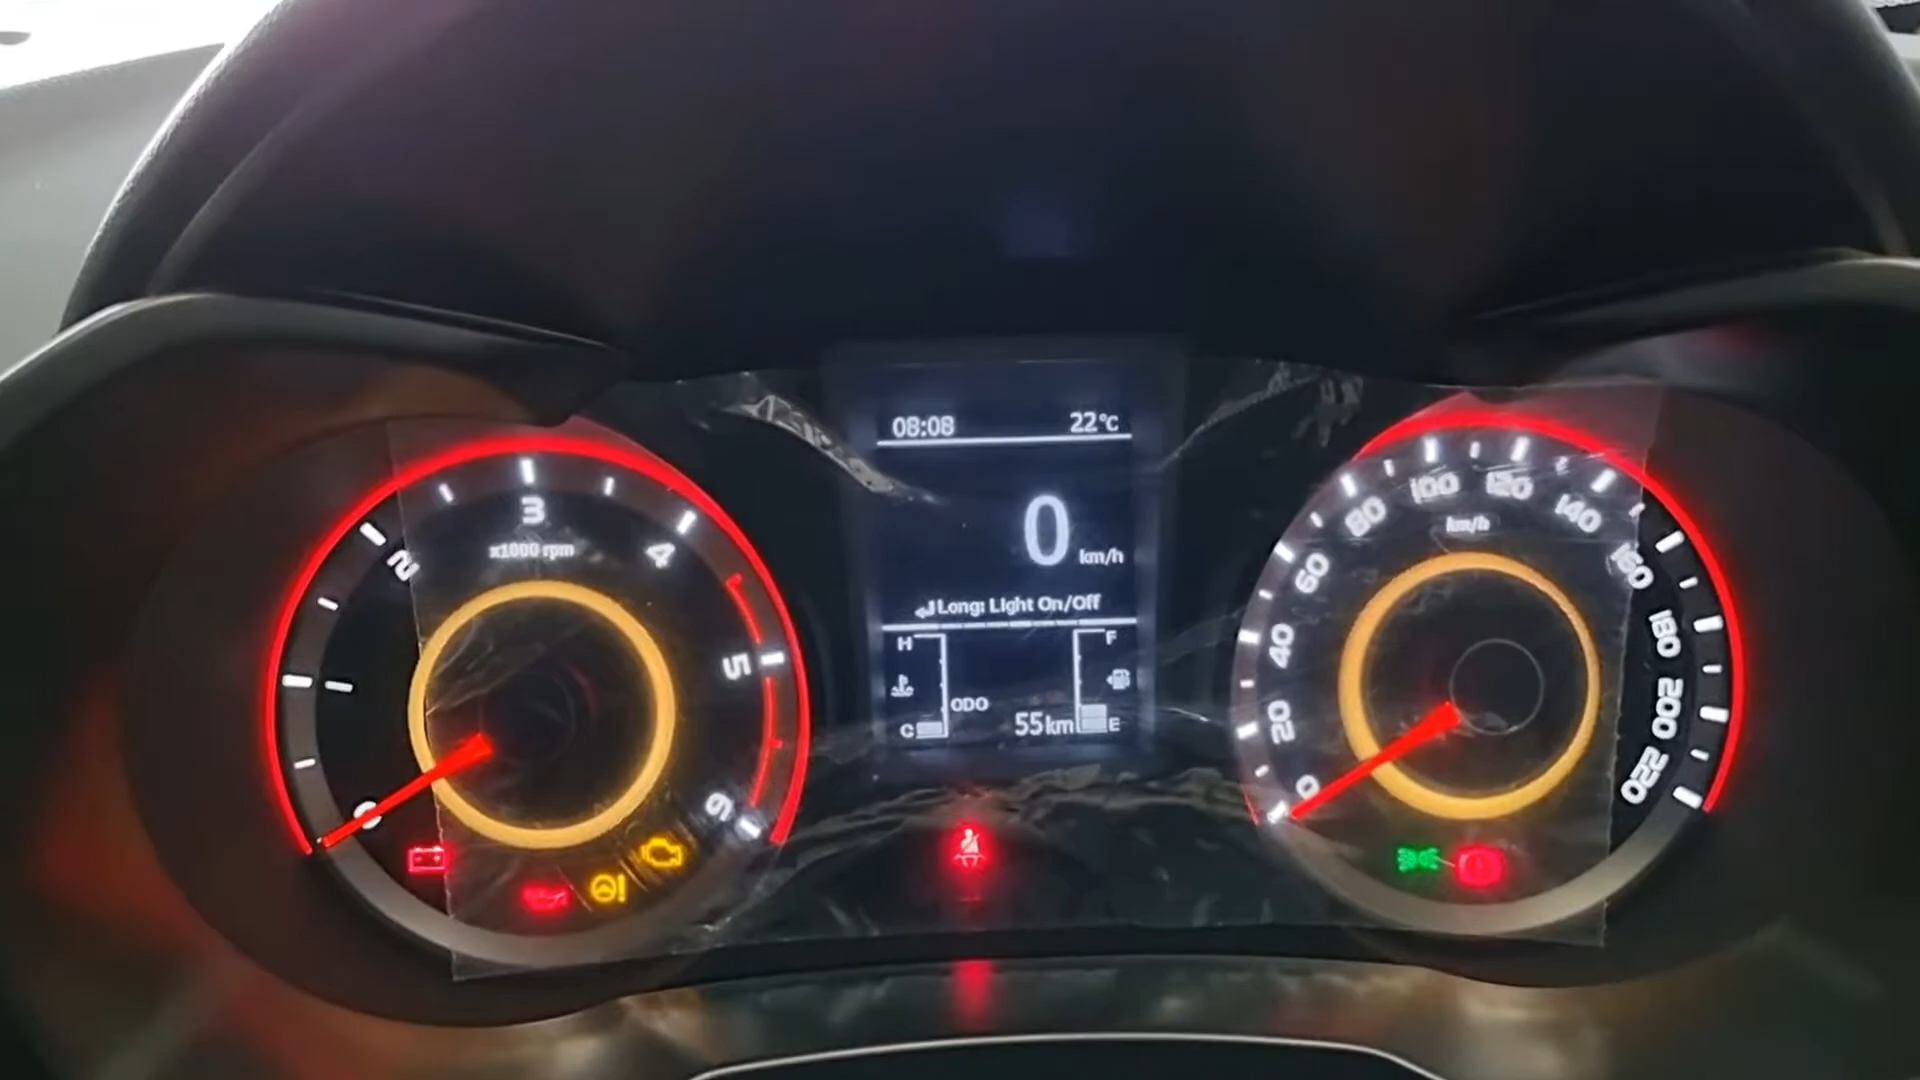 08:08 22°C
0 km/h
Long: Light On/Off
H F
ODO
55km
C E
0 2 3 4 5 6
x1000 rpm
0 20 40 60 80 100 120 140 160 180 200 220
km/h